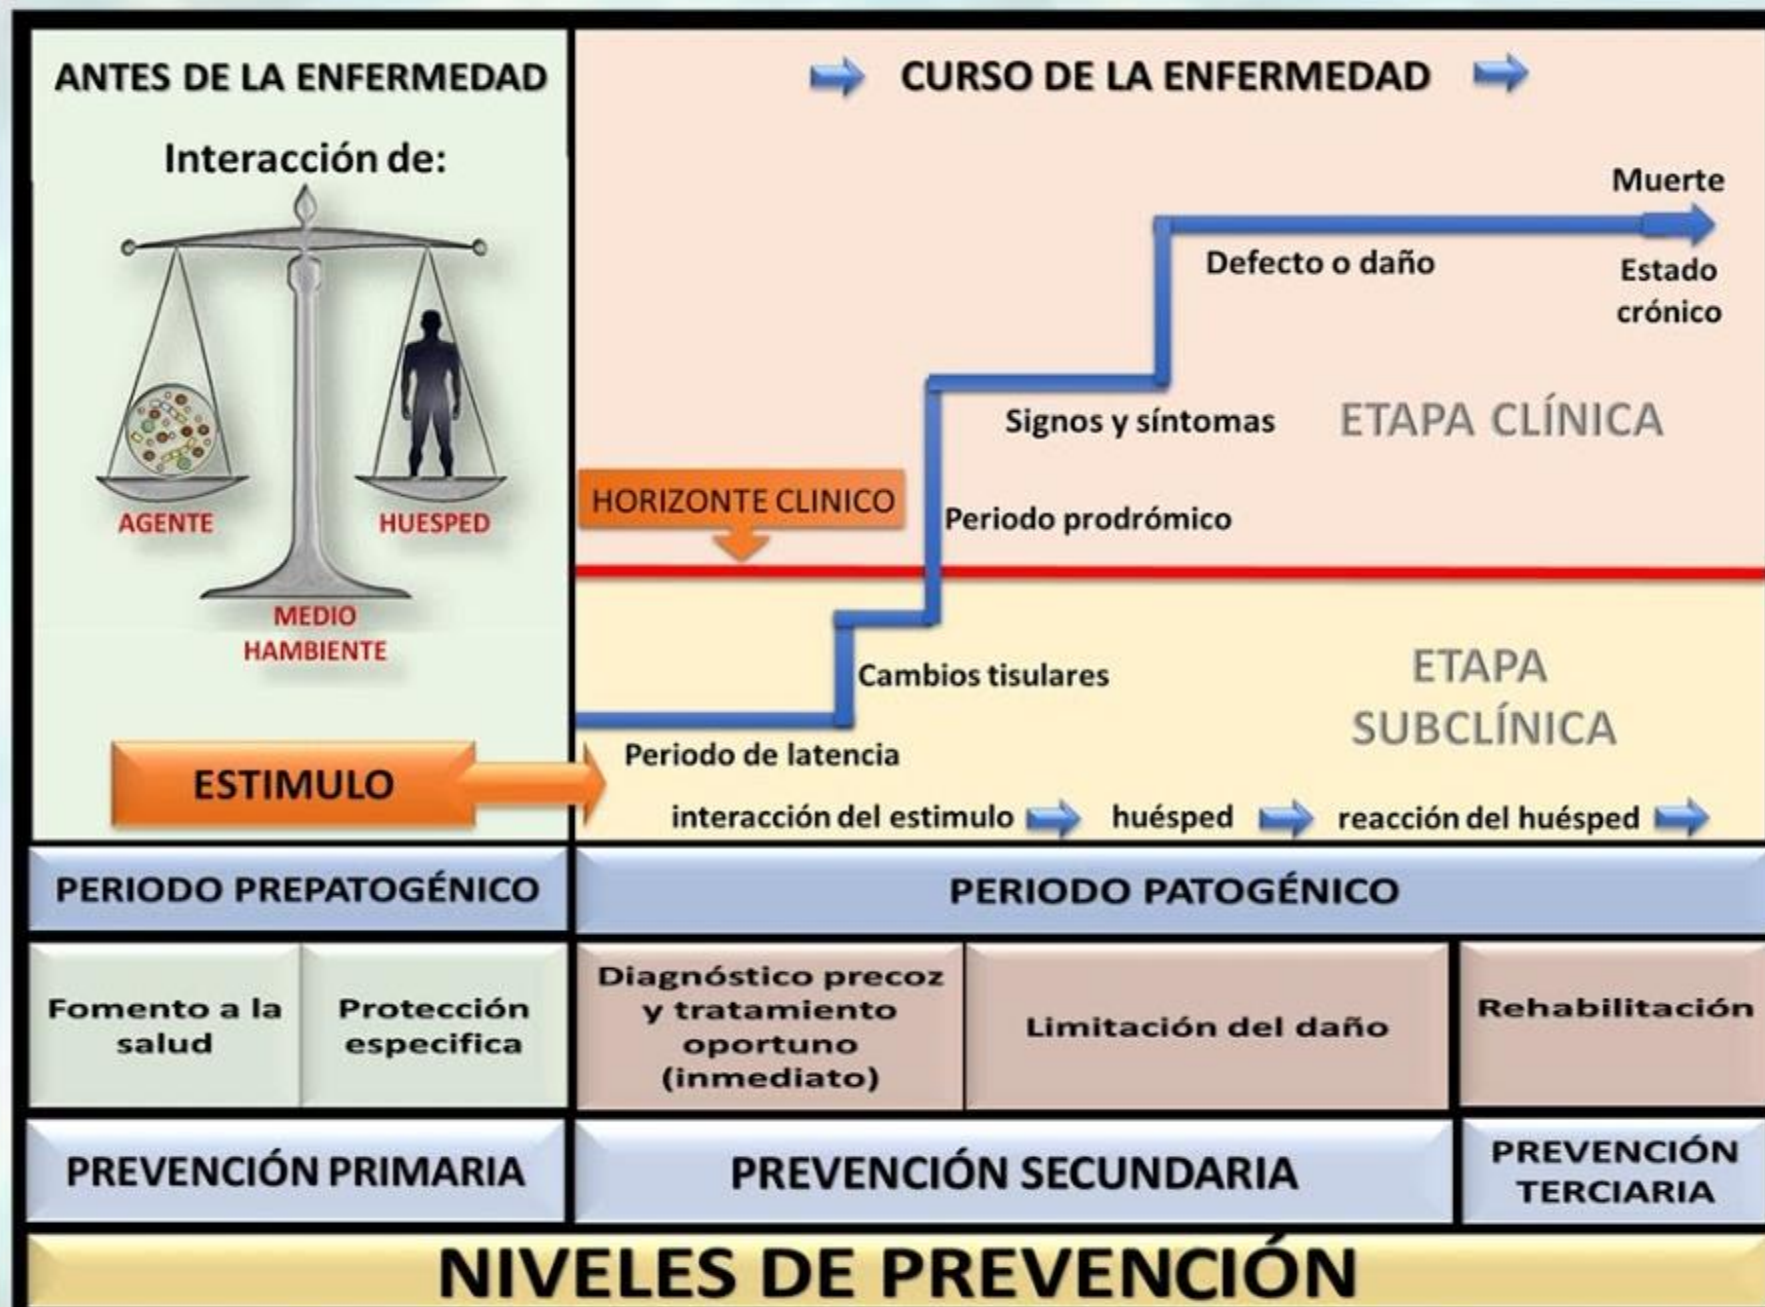 ANTES DE LA ENFERMEDAD
Interacción de:
AGENTE
HUESPED
MEDIO
HAMBIENTE
ESTIMULO
CURSO DE LA ENFERMEDAD
Muerte
Defecto o daño
Estado
crónico
Signos y síntomas
ETAPA CLÍNICA
HORIZONTE CLINICO
Periodo prodrómico
Cambios tisulares
ETAPA
SUBCLÍNICA
Periodo de latencia
interacción del estimulo
huésped
reacción del huésped
PERIODO PREPATOGÉNICO
PERIODO PATOGÉNICO
Fomento a la
salud
Protección
especifica
Diagnóstico precoz
y tratamiento
oportuno
(inmediato)
Limitación del daño
Rehabilitación
PREVENCIÓN PRIMARIA
PREVENCIÓN SECUNDARIA
PREVENCIÓN
TERCIARIA
NIVELES DE PREVENCIÓN